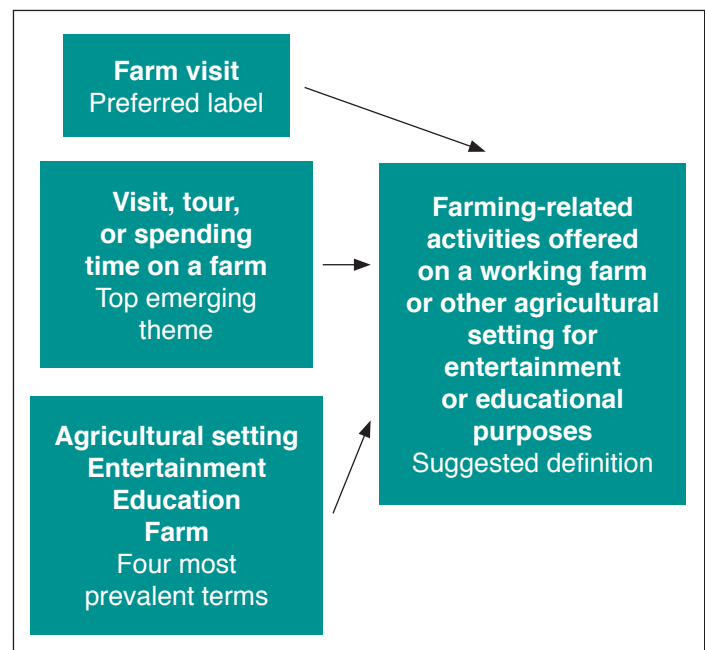 Farm visit
Preferred label
Visit, tour,
or spending
time on a farm
Top emerging
theme
Agricultural setting
Entertainment
Education
Farm
Four most
prevalent terms
Farming-related
activities offered
on a working farm
or other agricultural
setting for
entertainment
or educational
purposes
Suggested definition